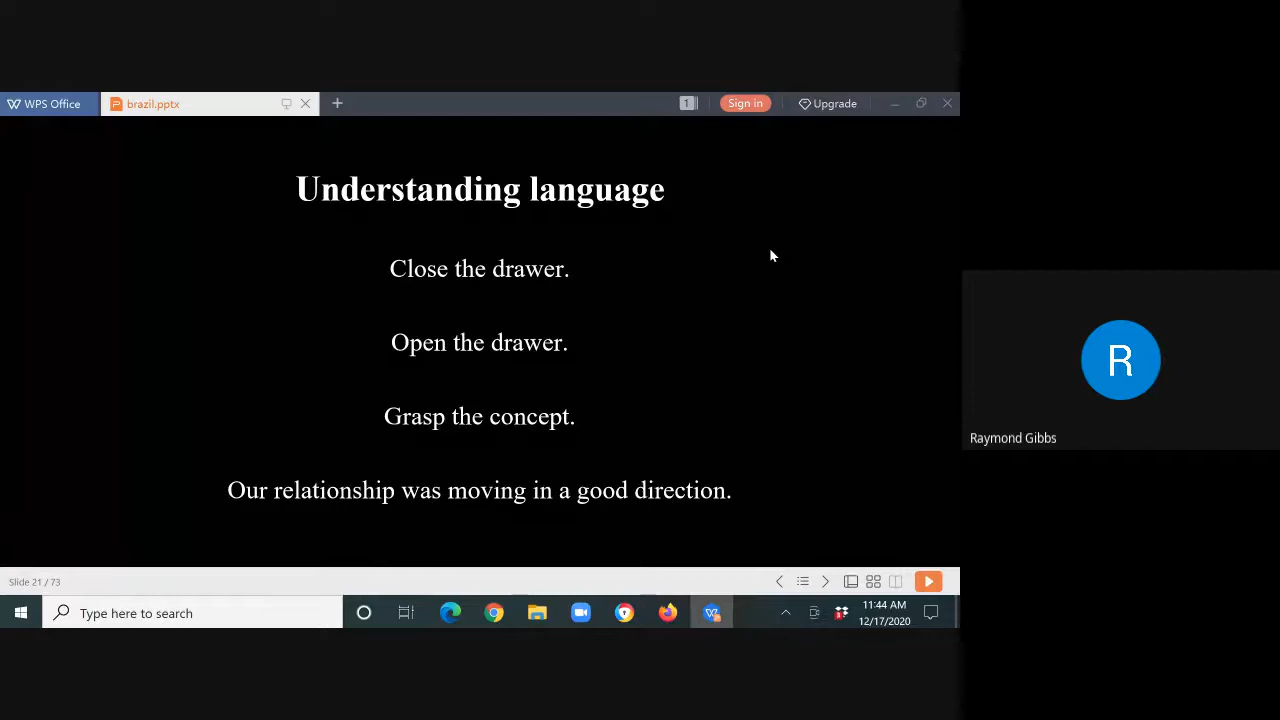 WPS Office
brazil.pptx
1
Sign in
Upgrade
Understanding language
Close the drawer.
Open the drawer.
Grasp the concept.
Our relationship was moving in a good direction.
R
Raymond Gibbs
Slide 21 / 73
Type here to search
11:44 AM
12/17/2020